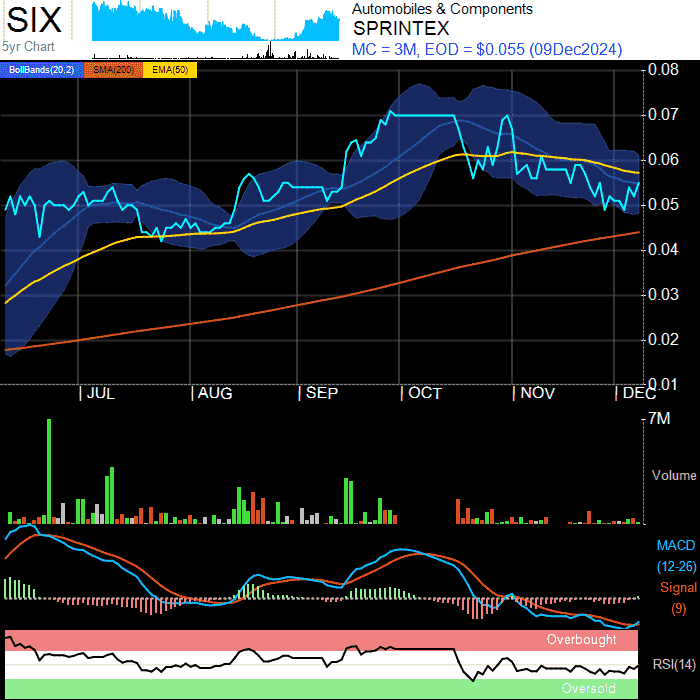 SIX
5yr Chart
Automobiles & Components
SPRINTEX
MC = 3M, EOD = $0.055 (09Dec2024)
BollBands(20,2) SMA(200) EMA(50)
0.08
0.07
0.06
0.05
0.04
0.03
0.02
0.01
JUL AUG SEP OCT NOV DEC
7M
Volume
MACD
(12-26)
Signal
(9)
Overbought
RSI(14)
Oversold